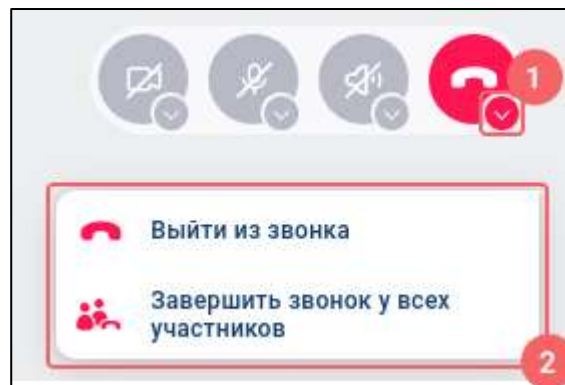 1
Выйти из звонка
Завершить звонок у всех
участников
2